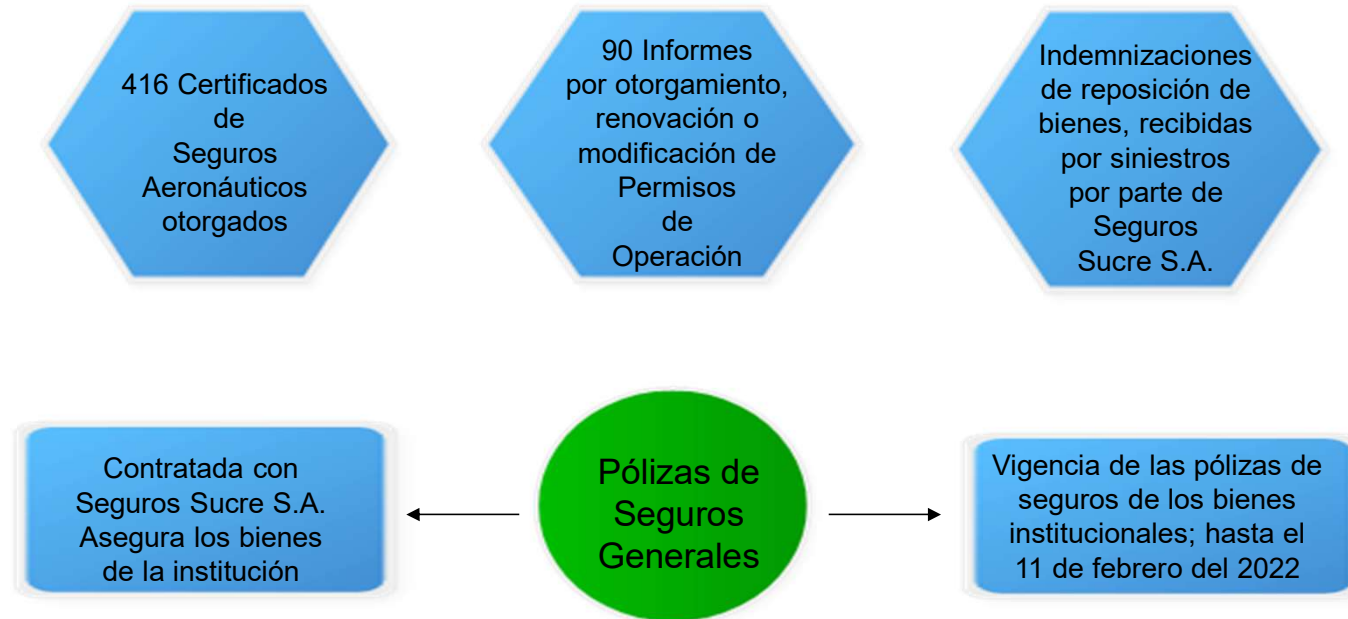 416 Certificados
de
Seguros
Aeronáuticos
otorgados
90 Informes
por otorgamiento,
renovación o
modificación de
Permisos
de
Operación
Indemnizaciones
de reposición de
bienes, recibidas
por siniestros
por parte de
Seguros
Sucre S.A.
Contratada con
Seguros Sucre S.A.
Asegura los bienes
de la institución
Pólizas de
Seguros
Generales
Vigencia de las pólizas de
seguros de los bienes
institucionales; hasta el
11 de febrero del 2022